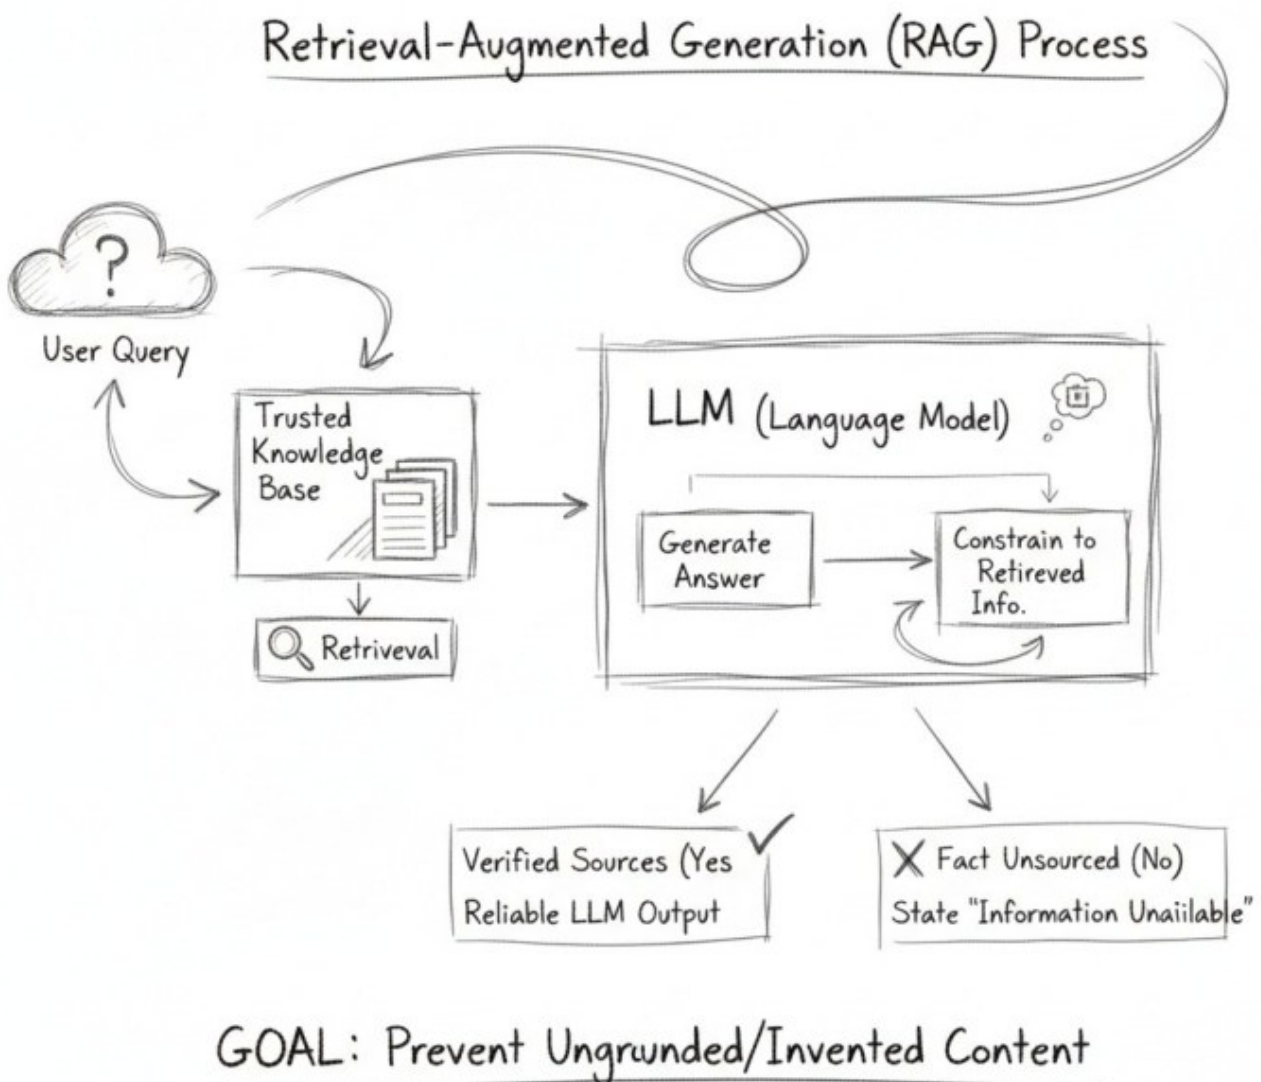 Retrieval-Augmented Generation (RAG) Process
?
User Query
Trusted
Knowledge
Base
Retriveval
LLM (Language Model)
Generate
Answer
Constrain to
Retireved
Info.
Verified Sources (Yes
Reliable LLM Output
Fact Unsourced (No)
State "Information Unaiilable"
GOAL: Prevent Ungrwunded/Invented Content